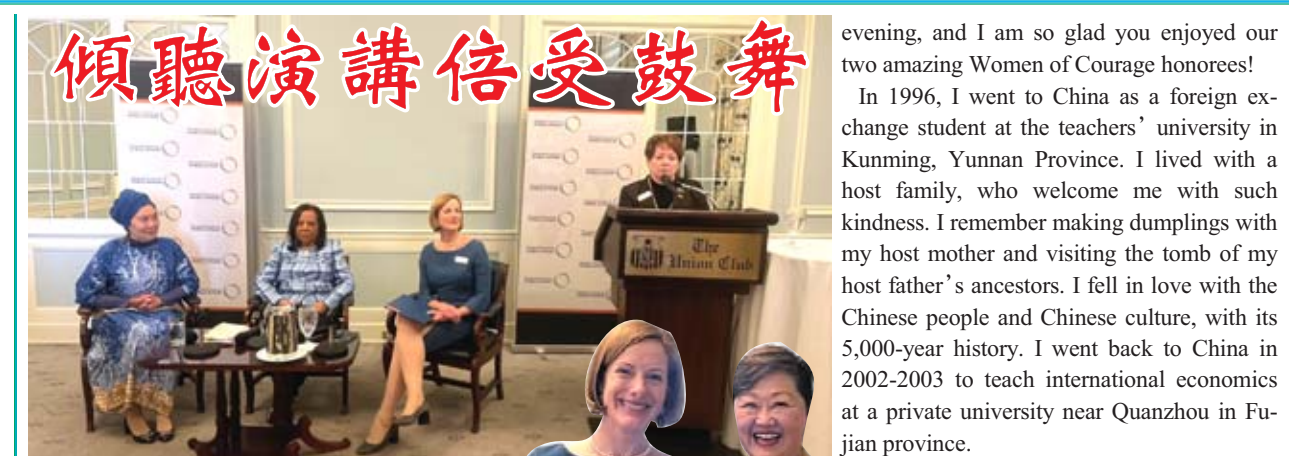 傾聽演講倍受鼓舞
The
Union Club
evening, and I am so glad you enjoyed our
two amazing Women of Courage honorees!
In 1996, I went to China as a foreign ex-
change student at the teachers’ university in
Kunming, Yunnan Province. I lived with a
host family, who welcome me with such
kindness. I remember making dumplings with
my host mother and visiting the tomb of my
host father’s ancestors. I fell in love with the
Chinese people and Chinese culture, with its
5,000-year history. I went back to China in
2002-2003 to teach international economics
at a private university near Quanzhou in Fu-
jian province.